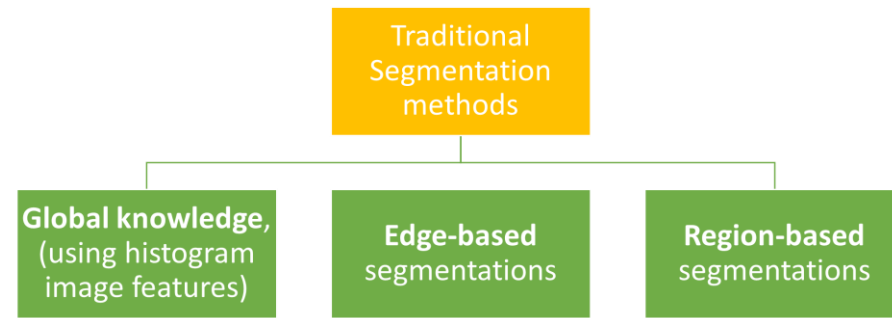 Traditional
Segmentation
methods
Global knowledge,
(using histogram
image features)
Edge-based
segmentations
Region-based
segmentations